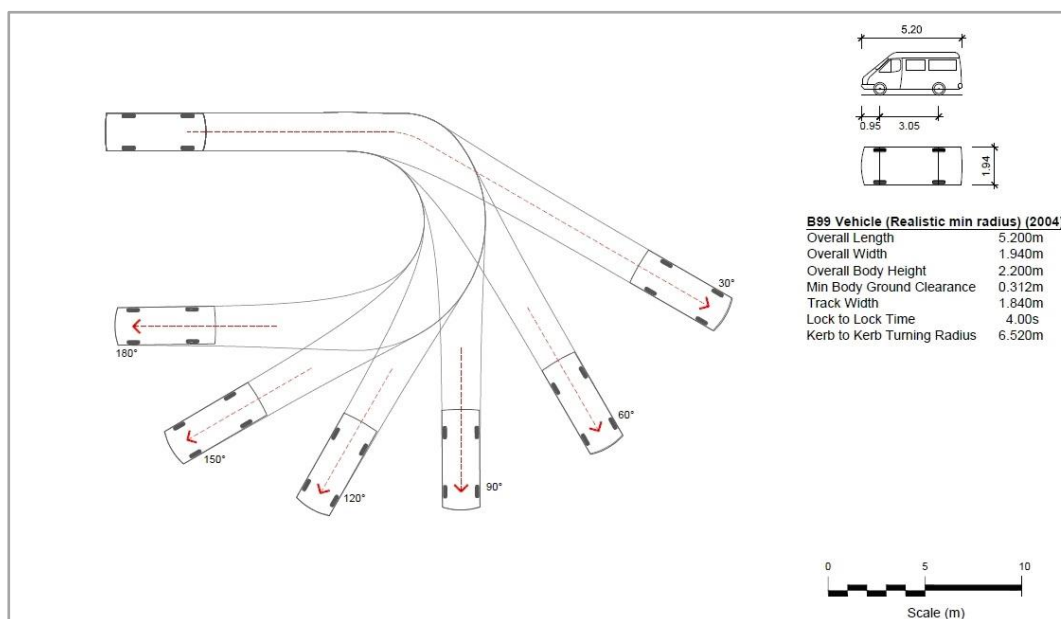 5.20
0.95 3.05
1.94
B99 Vehicle (Realistic min radius) (2004)
Overall Length 5.200m
Overall Width 1.940m
Overall Body Height 2.200m
Min Body Ground Clearance 0.312m
Track Width 1.840m
Lock to Lock Time 4.00s
Kerb to Kerb Turning Radius 6.520m
30°
180°
60°
150°
120°
90°
0 5 10
Scale (m)